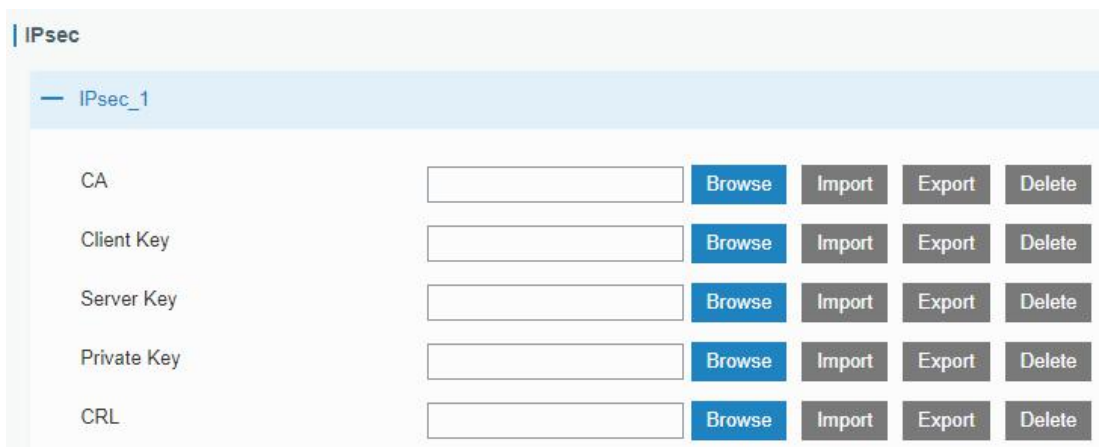 IPsec
IPsec_1
CA Browse Import Export Delete
Client Key Browse Import Export Delete
Server Key Browse Import Export Delete
Private Key Browse Import Export Delete
CRL Browse Import Export Delete